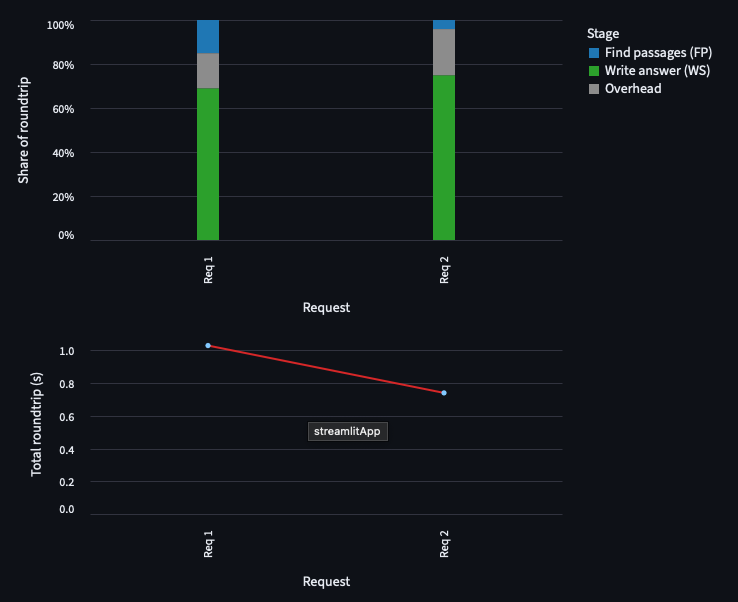 100%
80%
60%
40%
20%
0%
Share of roundtrip
Req 1
Req 2
Request
Stage
Find passages (FP)
Write answer (WS)
Overhead
1.0
0.8
0.6
0.4
0.2
0.0
Total roundtrip (s)
streamlitApp
Req 1
Req 2
Request